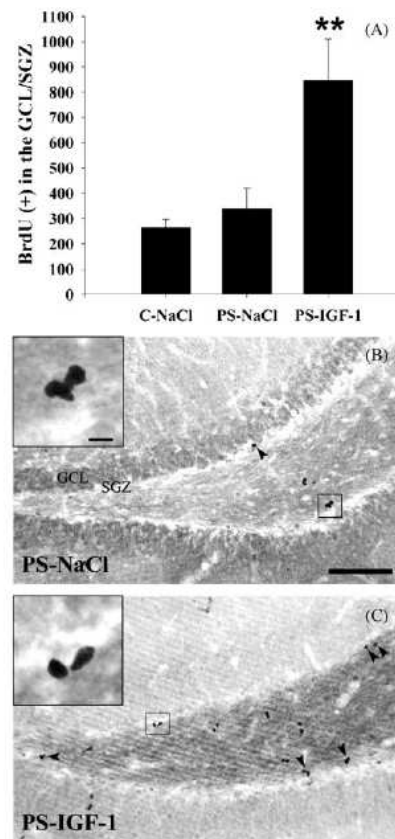 1100
1000
900
800
700
600
500
400
300
200
100
0
BrdU (+) in the GCL/SGZ
**
(A)
C-NaCl PS-NaCl PS-IGF-1
(B)
GCL
SGZ
PS-NaCl
(C)
PS-IGF-1